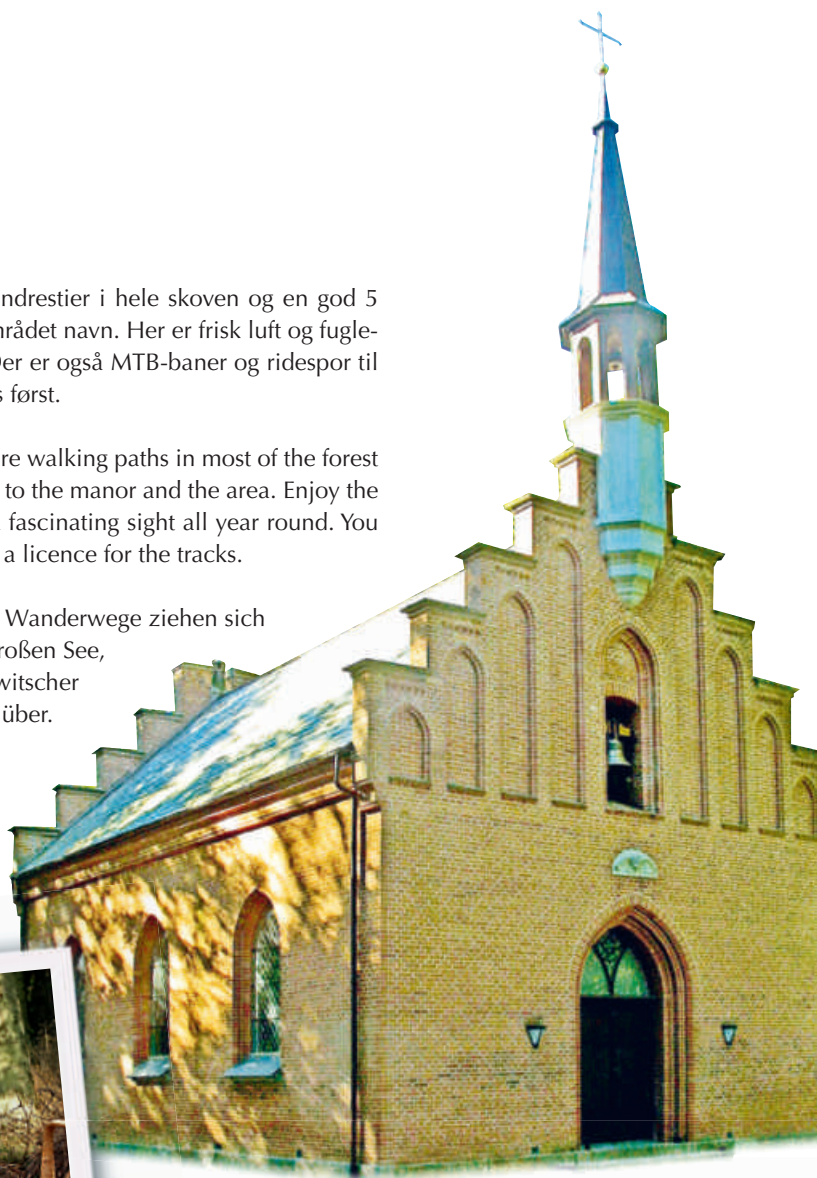 ndrestier i hele skoven og en god 5
mrådet navn. Her er frisk luft og fugle-
Der er også MTB-baner og ridespor til
s først.
re walking paths in most of the forest
to the manor and the area. Enjoy the
fascinating sight all year round. You
a licence for the tracks.
Wanderwege ziehen sich
roßen See,
witscher
über.